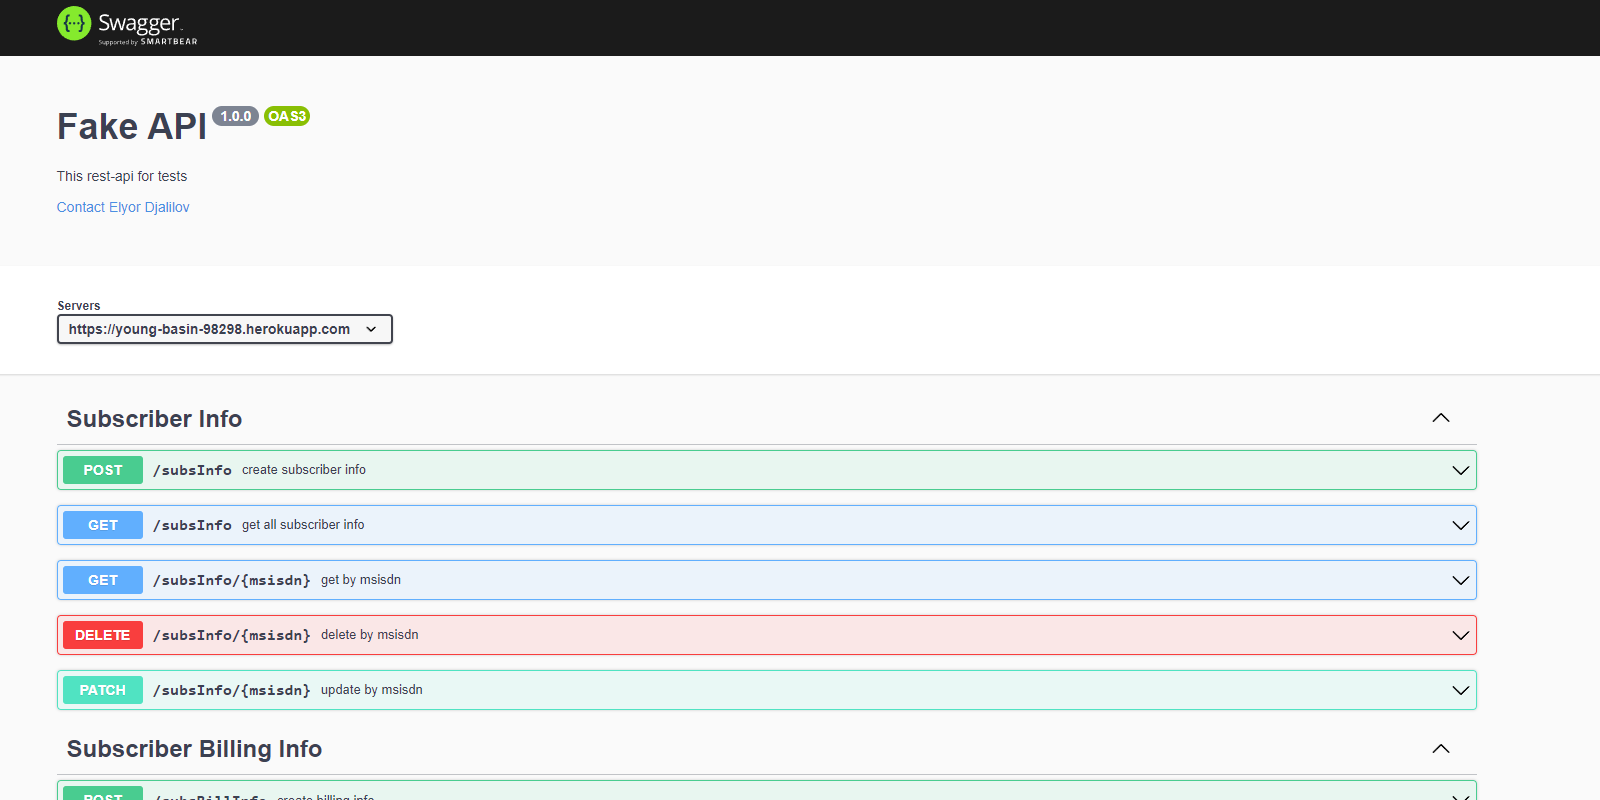 {···} Swagger
Supported by SMARTBEAR
Fake API 1.0.0 OAS3
This rest-api for tests
Contact Elyor Djalilov
Servers
https://young-basin-98298.herokuapp.com
Subscriber Info
POST /subsInfo create subscriber info
GET /subsInfo get all subscriber info
GET /subsInfo/{msisdn} get by msisdn
DELETE /subsInfo/{msisdn} delete by msisdn
PATCH /subsInfo/{msisdn} update by msisdn
Subscriber Billing Info
POST /subsBillInfo create billing info